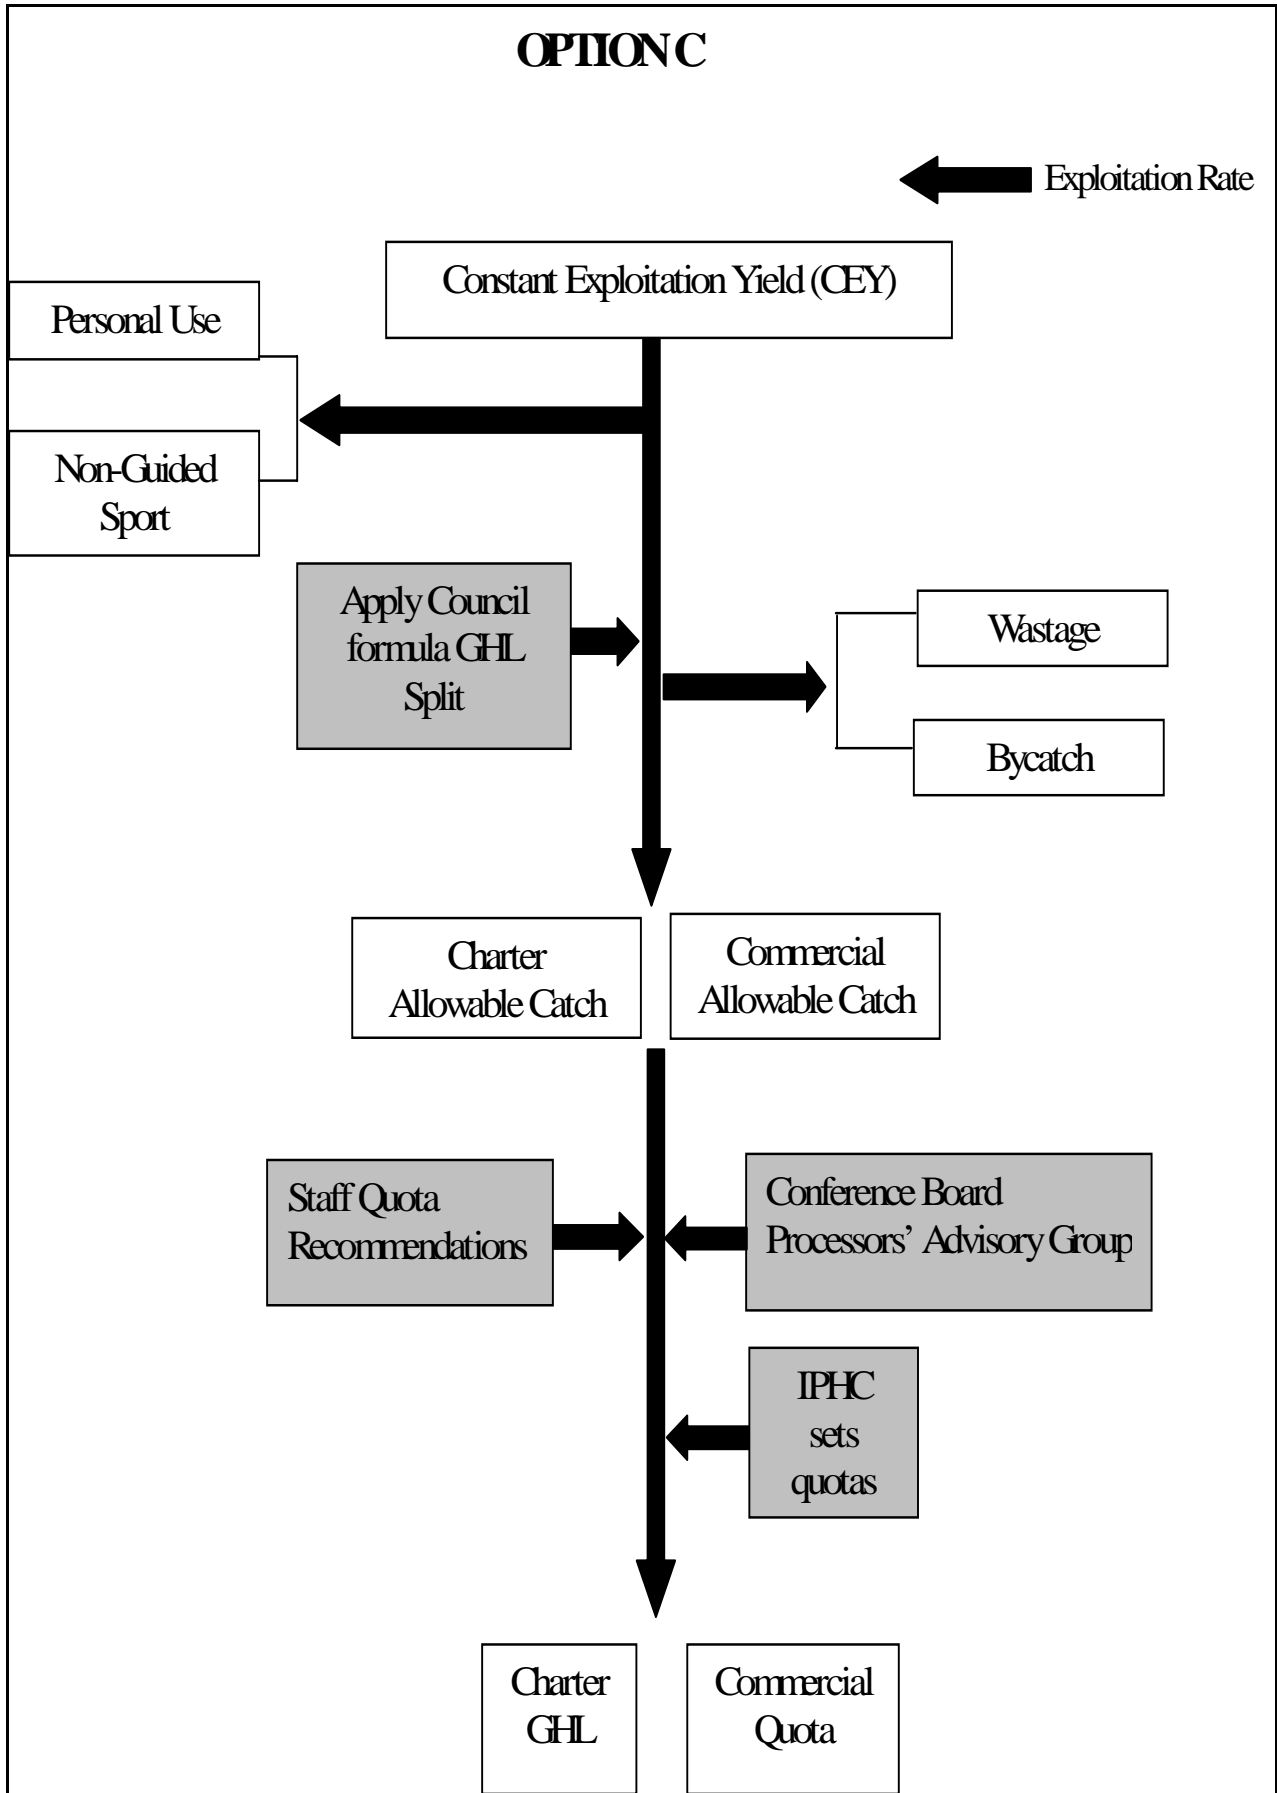 OPTION C
Exploitation Rate
Constant Exploitation Yield (CEY)
Personal Use
Non-Guided
Sport
Apply Council
formula GHL
Split
Wastage
Bycatch
Charter
Allowable Catch
Commercial
Allowable Catch
Staff Quota
Recommendations
Conference Board
Processors’ Advisory Group
IPHC
sets
quotas
Charter
GHL
Commercial
Quota